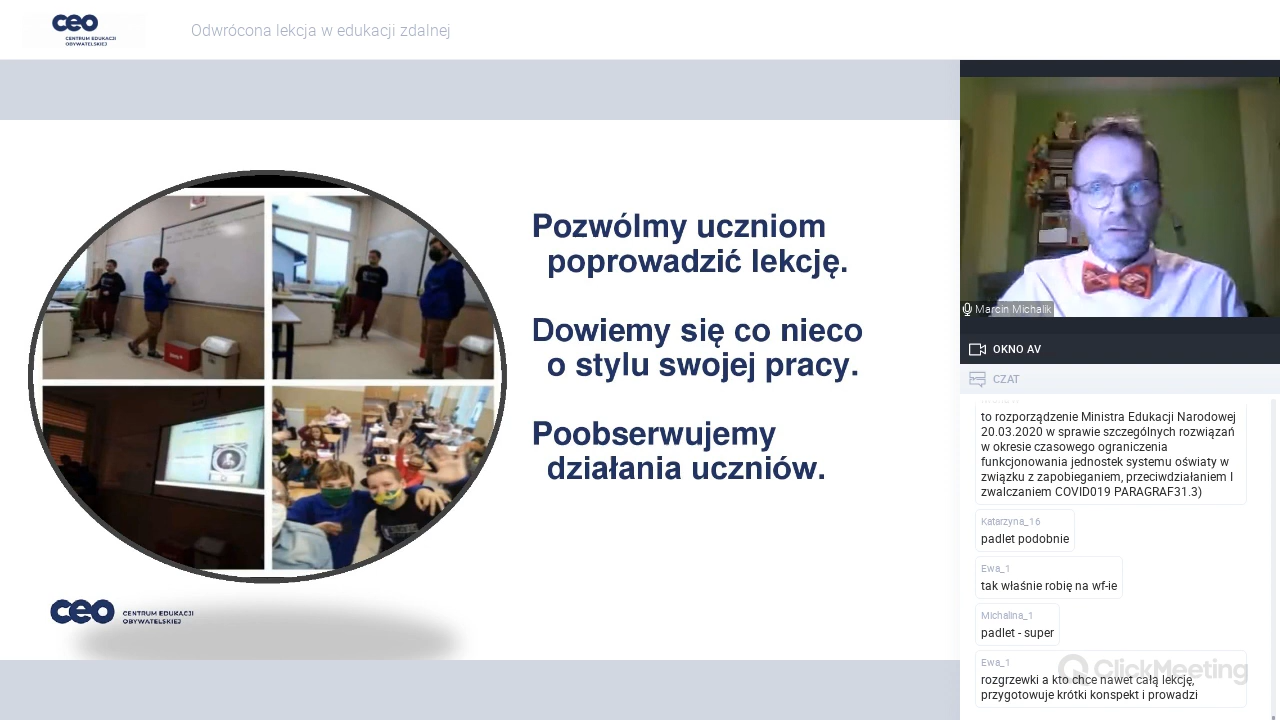 ceo
CENTRUM EDUKACJI
OBYWATELSKIEJ
Odwrócona lekcja w edukacji zdalnej
Pozwólmy uczniom
poprowadzić lekcję.
Dowiemy się co nieco
o stylu swojej pracy.
Poobserwujemy
działania uczniów.
ceo
CENTRUM EDUKACJI
OBYWATELSKIEJ
Marcin Michalik
OKNO AV
CZAT
to rozporządzenie Ministra Edukacji Narodowej
20.03.2020 w sprawie szczególnych rozwiązań
w okresie czasowego ograniczenia
funkcjonowania jednostek systemu oświaty w
związku z zapobieganiem, przeciwdziałaniem I
zwalczaniem COVID019 PARAGRAF31.3)
Katarzyna_16
padlet podobnie
Ewa_1
tak właśnie robię na wf-ie
Michalina_1
padlet - super
Ewa_1
rozgrzewki a kto chce nawet całą lekcję,
przygotowuje krótki konspekt i prowadzi
ClickMeeting